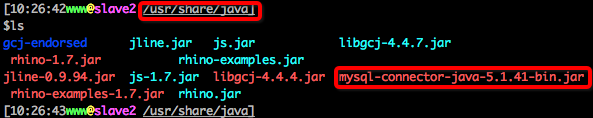 [10:26:42www@slave2 /usr/share/java]
$ls
gcj-endorsed jline.jar js.jar libgcj-4.4.7.jar
rhino-1.7.jar rhino-examples.jar
jline-0.9.94.jar js-1.7.jar libgcj-4.4.4.jar mysql-connector-java-5.1.41-bin.jar
rhino-examples-1.7.jar rhino.jar
[10:26:43www@slave2 /usr/share/java]